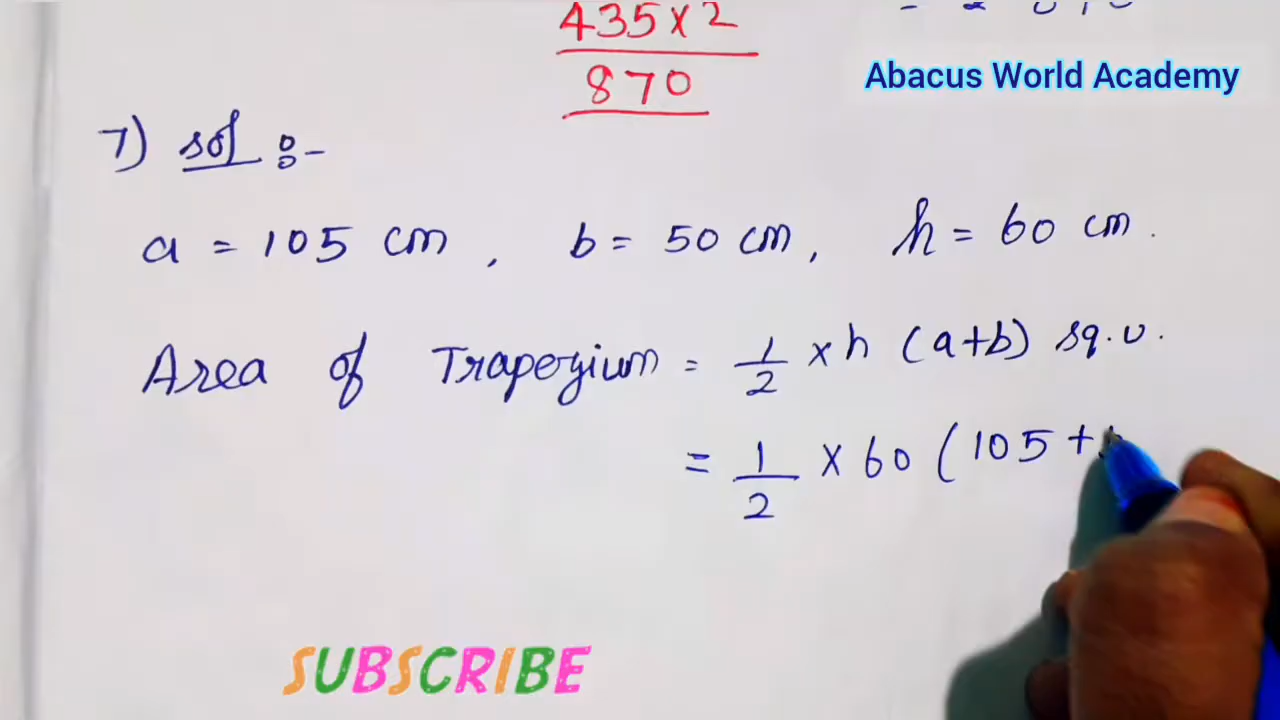 435 x 2
Abacus World Academy
870
7) sol :-
a = 105 cm , b = 50 cm, h = 60 cm .
Area of Trapezium = 1/2 x h (a+b) sq.u.
= 1/2 x 60 (105 +
SUBSCRIBE